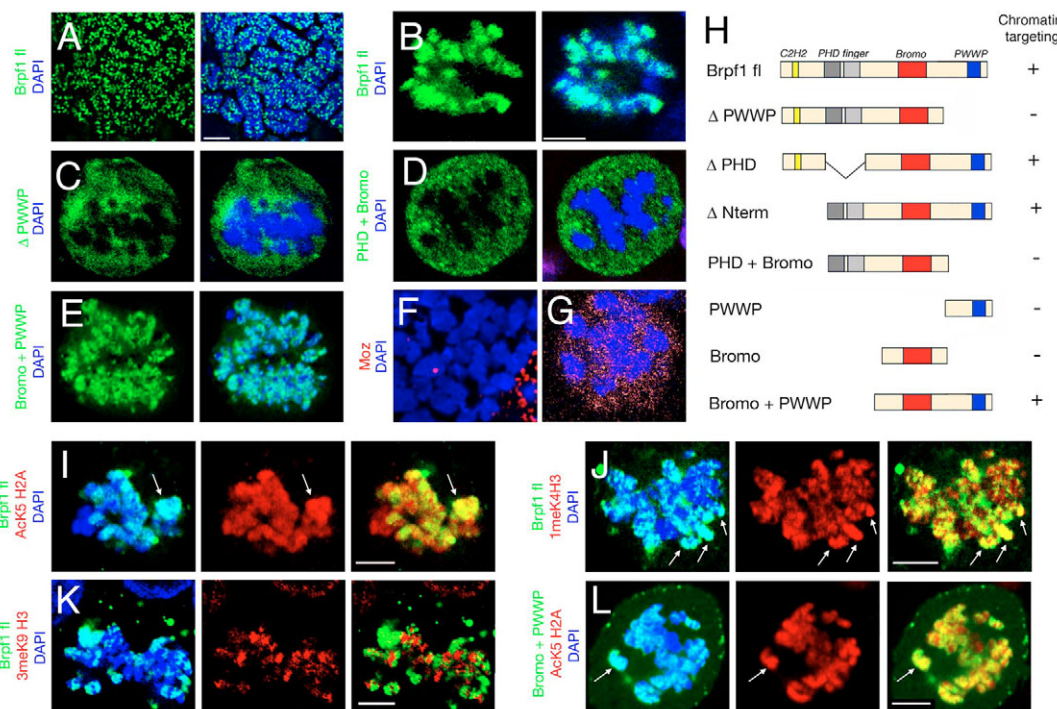 A
Brpf1 fl
DAPI
B
Brpf1 fl
DAPI
C
Δ PWWP
DAPI
D
PHD + Bromo
DAPI
E
Bromo + PWWP
DAPI
F
G
Moz
DAPI
H
Chromatin
targeting
C2H2 PHD finger Bromo PWWP
Brpf1 fl +
Δ PWWP -
Δ PHD +
Δ Nterm +
PHD + Bromo -
PWWP -
Bromo -
Bromo + PWWP +
I
Brpf1 fl
AcK5 H2A
DAPI
J
Brpf1 fl
1meK4H3
DAPI
K
Brpf1 fl
3meK9 H3
DAPI
L
Bromo + PWWP
AcK5 H2A
DAPI